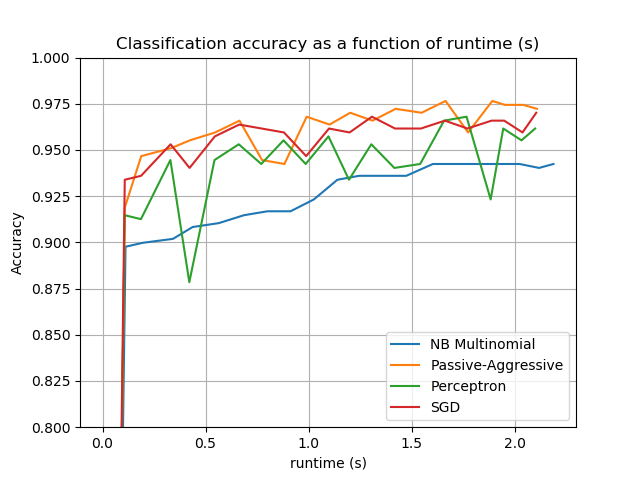 Classification accuracy as a function of runtime (s)
1.000
0.975
0.950
0.925
0.900
0.875
0.850
0.825
0.800
Accuracy
0.0
0.5
1.0
1.5
2.0
runtime (s)
NB Multinomial
Passive-Aggressive
Perceptron
SGD